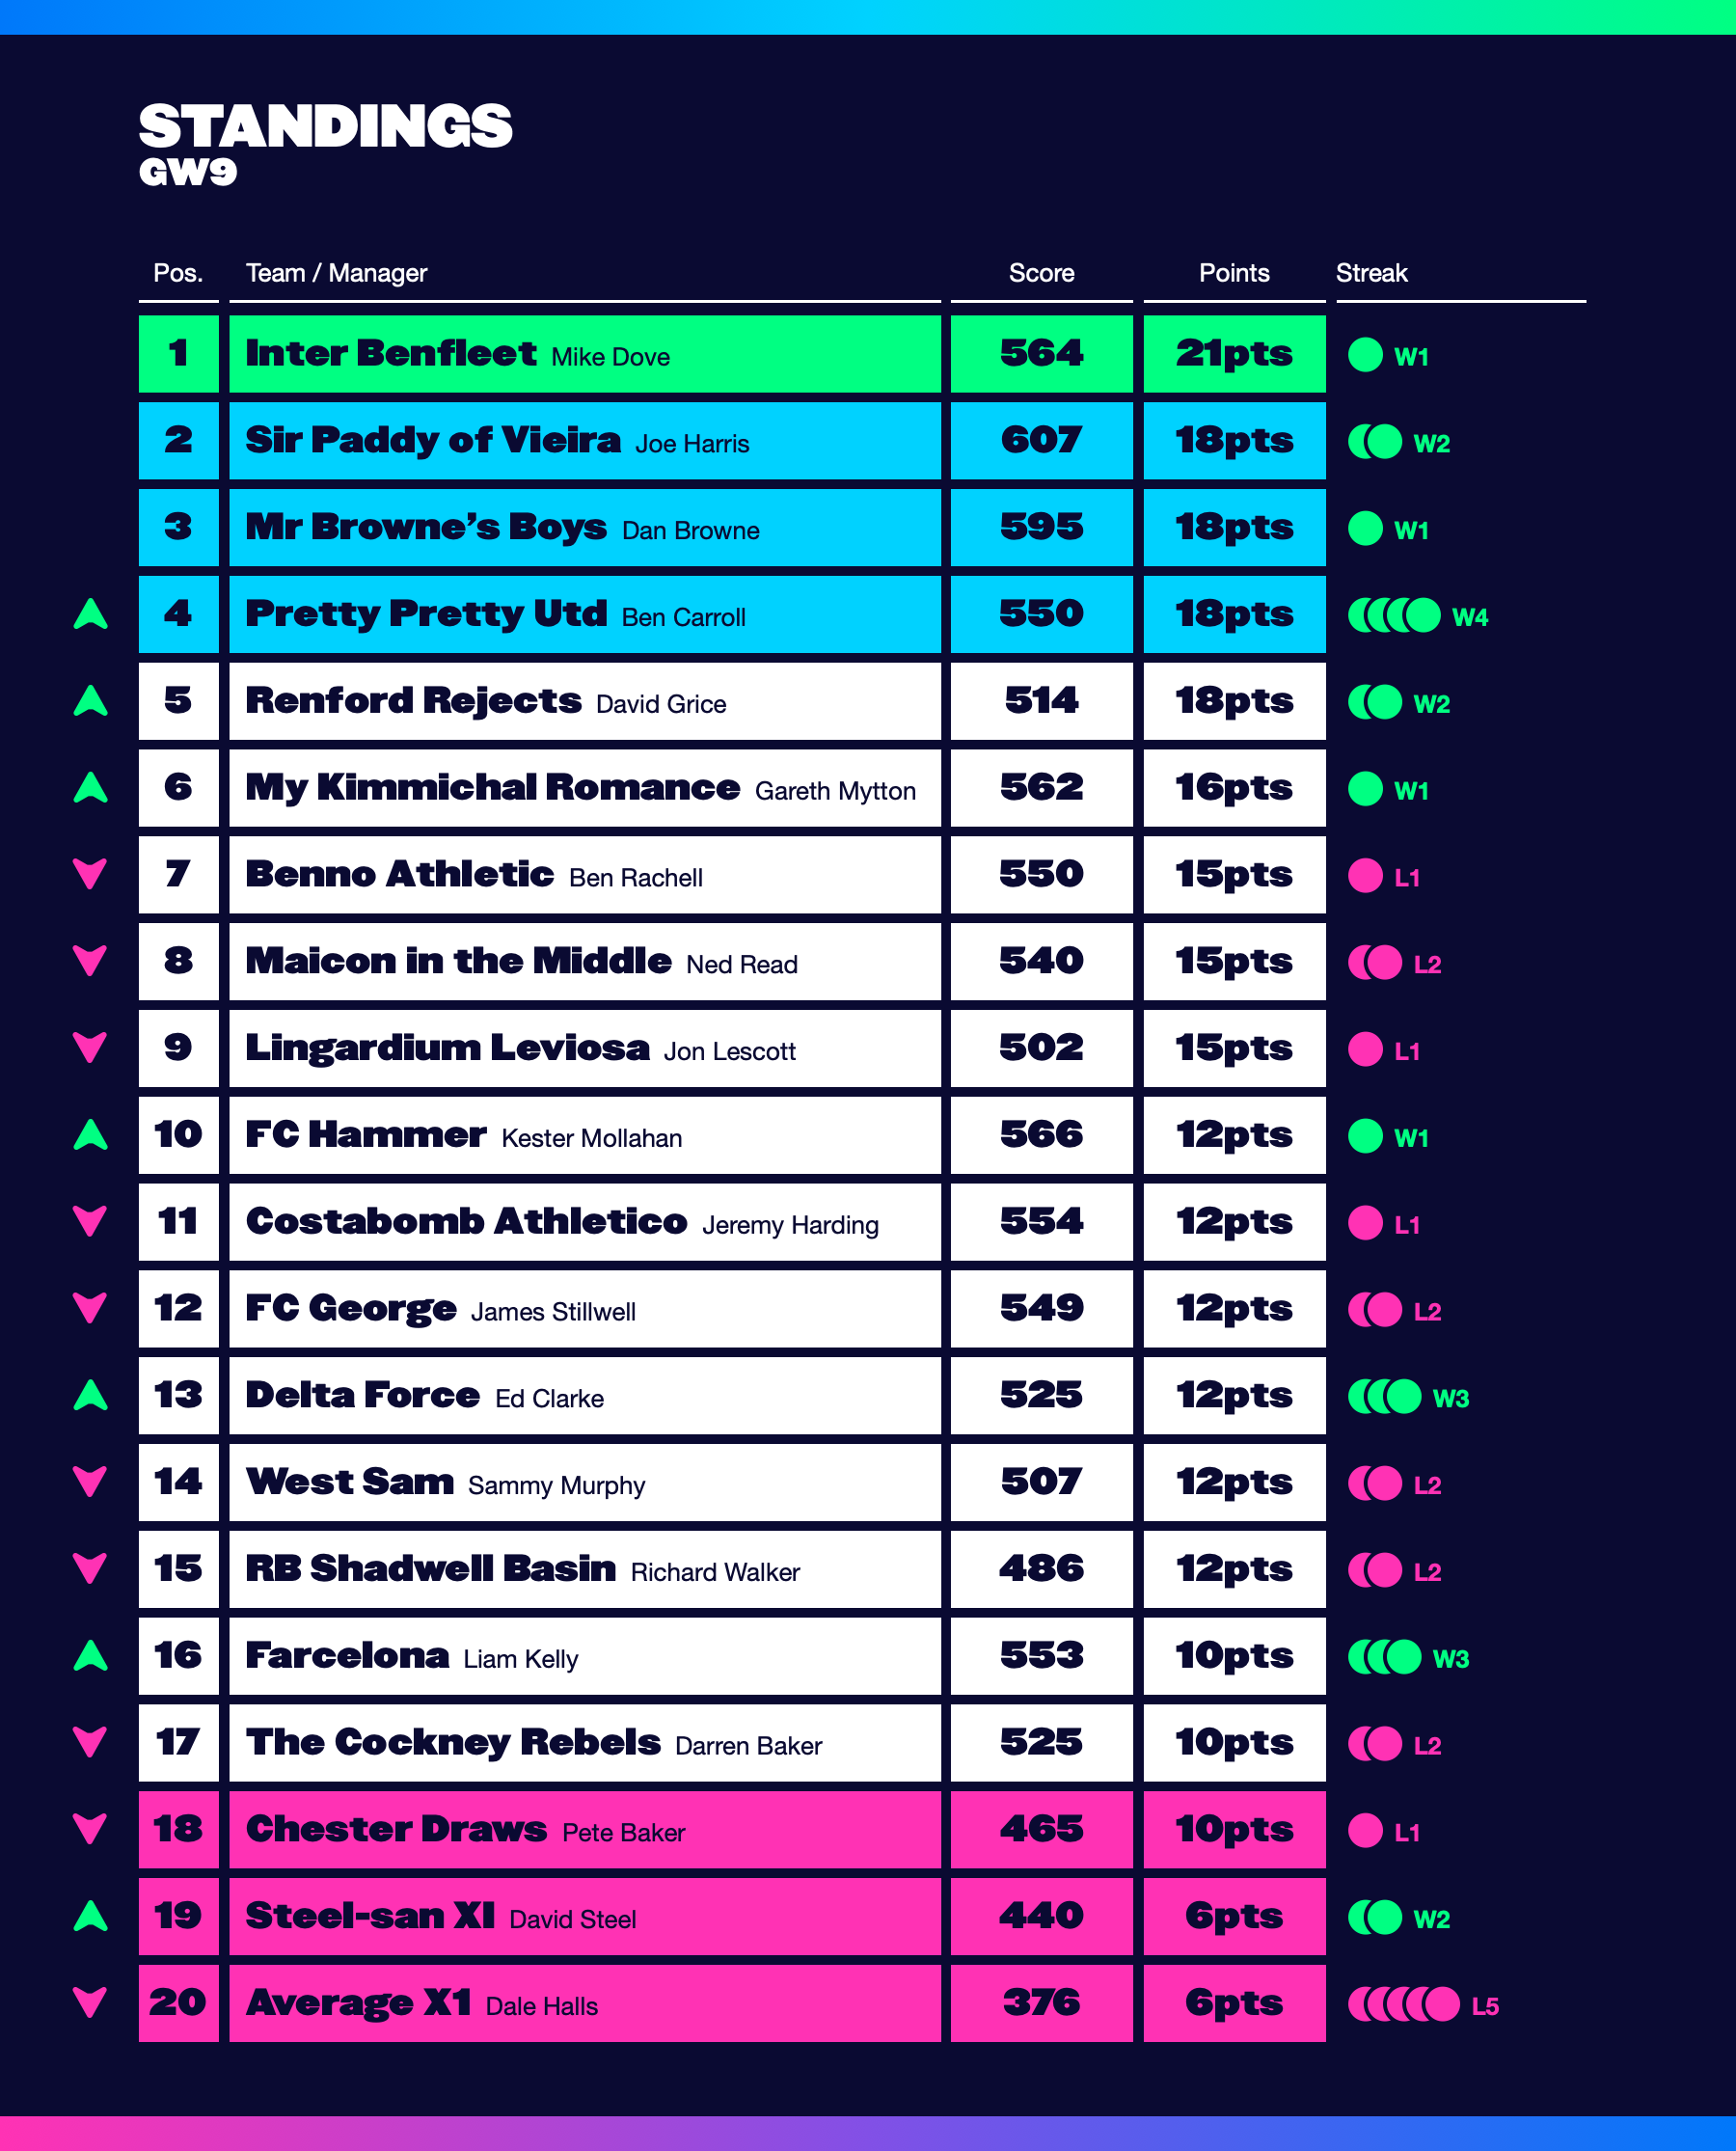 STANDINGS
GW9
Pos. Team / Manager Score Points Streak
1 Inter Benfleet Mike Dove 564 21pts W1
2 Sir Paddy of Vieira Joe Harris 607 18pts W2
3 Mr Browne’s Boys Dan Browne 595 18pts W1
4 Pretty Pretty Utd Ben Carroll 550 18pts W4
5 Renford Rejects David Grice 514 18pts W2
6 My Kimmichal Romance Gareth Mytton 562 16pts W1
7 Benno Athletic Ben Rachell 550 15pts L1
8 Maicon in the Middle Ned Read 540 15pts L2
9 Lingardium Leviosa Jon Lescott 502 15pts L1
10 FC Hammer Kester Mollahan 566 12pts W1
11 Costabomb Athletico Jeremy Harding 554 12pts L1
12 FC George James Stillwell 549 12pts L2
13 Delta Force Ed Clarke 525 12pts W3
14 West Sam Sammy Murphy 507 12pts L2
15 RB Shadwell Basin Richard Walker 486 12pts L2
16 Farcelona Liam Kelly 553 10pts W3
17 The Cockney Rebels Darren Baker 525 10pts L2
18 Chester Draws Pete Baker 465 10pts L1
19 Steel-san XI David Steel 440 6pts W2
20 Average X1 Dale Halls 376 6pts L5